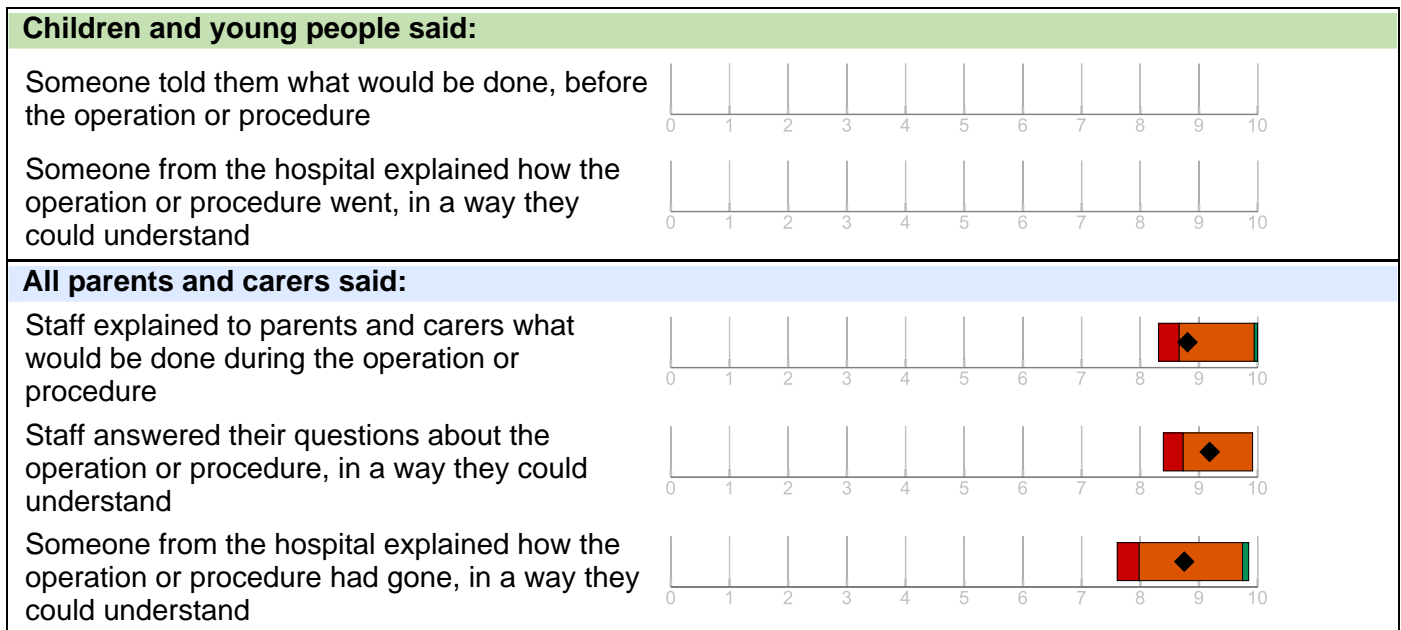 Children and young people said:
Someone told them what would be done, before
the operation or procedure
0 1 2 3 4 5 6 7 8 9 10
Someone from the hospital explained how the
operation or procedure went, in a way they
could understand
0 1 2 3 4 5 6 7 8 9 10
All parents and carers said:
Staff explained to parents and carers what
would be done during the operation or
procedure
0 1 2 3 4 5 6 7 8 9 10
Staff answered their questions about the
operation or procedure, in a way they could
understand
0 1 2 3 4 5 6 7 8 9 10
Someone from the hospital explained how the
operation or procedure had gone, in a way they
could understand
0 1 2 3 4 5 6 7 8 9 10